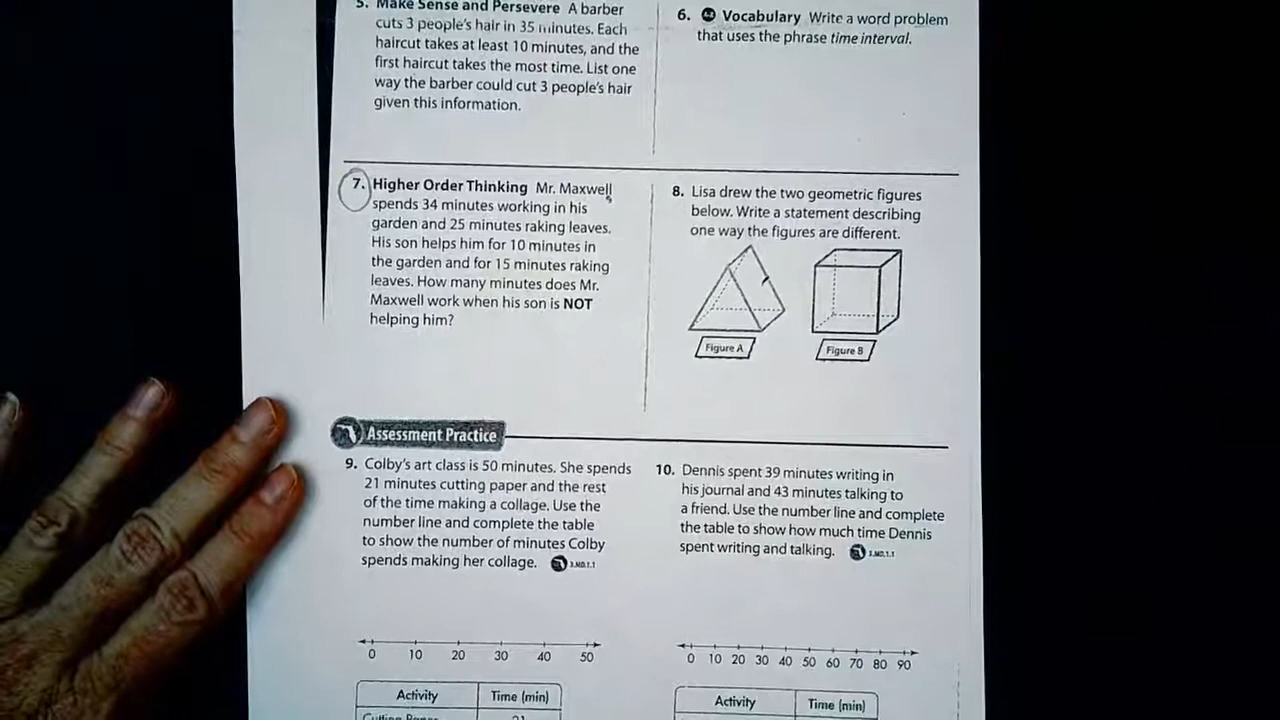 5. Make Sense and Persevere A barber
cuts 3 people's hair in 35 minutes. Each
haircut takes at least 10 minutes, and the
first haircut takes the most time. List one
way the barber could cut 3 people's hair
given this information.
6. Vocabulary Write a word problem
that uses the phrase time interval.
7. Higher Order Thinking Mr. Maxwell
spends 34 minutes working in his
garden and 25 minutes raking leaves.
His son helps him for 10 minutes in
the garden and for 15 minutes raking
leaves. How many minutes does Mr.
Maxwell work when his son is NOT
helping him?
8. Lisa drew the two geometric figures
below. Write a statement describing
one way the figures are different.
Figure A
Figure B
Assessment Practice
9. Colby's art class is 50 minutes. She spends
21 minutes cutting paper and the rest
of the time making a collage. Use the
number line and complete the table
to show the number of minutes Colby
spends making her collage. 3.MD.1.1
0 10 20 30 40 50
Activity Time (min)
Cutting Paper 21
10. Dennis spent 39 minutes writing in
his journal and 43 minutes talking to
a friend. Use the number line and complete
the table to show how much time Dennis
spent writing and talking. 3.MD.1.1
0 10 20 30 40 50 60 70 80 90
Activity Time (min)